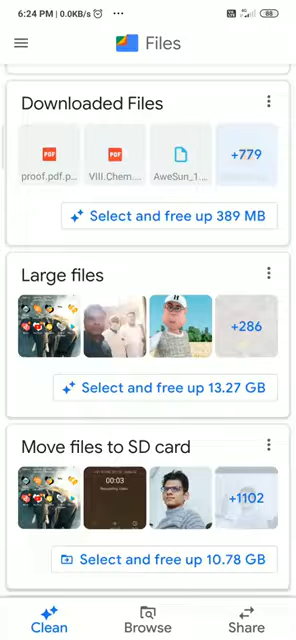 6:24 PM | 0.0KB/s ··· 88
Files
Downloaded Files
PDF PDF +779
proof.pdf.p... VIII.Chem... AweSun_1....
Select and free up 389 MB
Large files
+286
Select and free up 13.27 GB
Move files to SD card
00:03
+1102
Select and free up 10.78 GB
Clean Browse Share